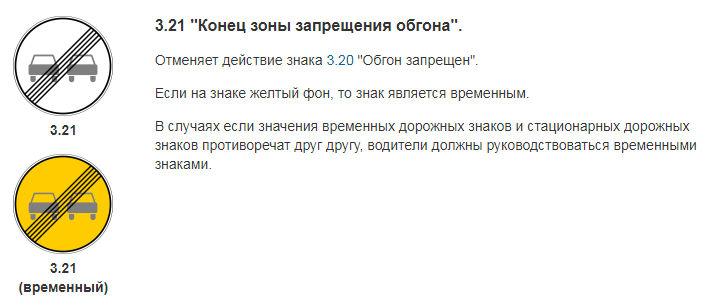 3.21 "Конец зоны запрещения обгона".
Отменяет действие знака 3.20 "Обгон запрещен".
Если на знаке желтый фон, то знак является временным.
В случаях если значения временных дорожных знаков и стационарных дорожных
знаков противоречат друг другу, водители должны руководствоваться временными
знаками.
3.21
3.21
(временный)